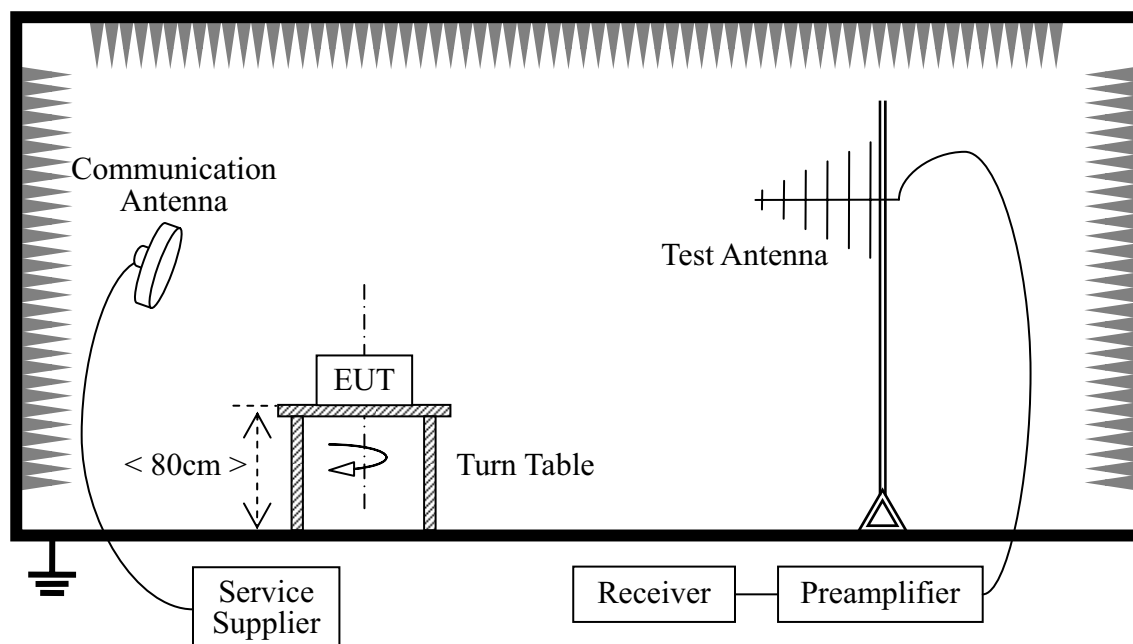 Communication
Antenna
Test Antenna
EUT
< 80cm >
Turn Table
Service
Supplier
Receiver
Preamplifier